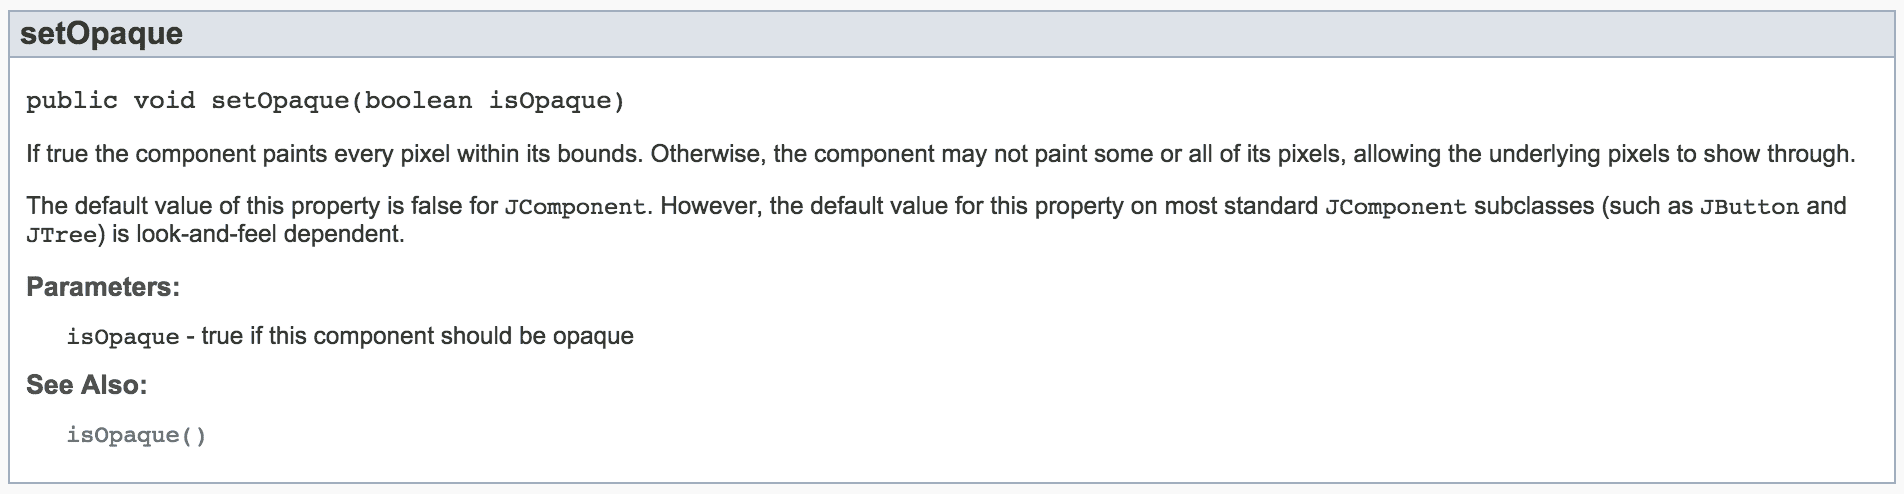 setOpaque
public void setOpaque(boolean isOpaque)
If true the component paints every pixel within its bounds. Otherwise, the component may not paint some or all of its pixels, allowing the underlying pixels to show through.
The default value of this property is false for JComponent. However, the default value for this property on most standard JComponent subclasses (such as JButton and
JTree) is look-and-feel dependent.
Parameters:
isOpaque - true if this component should be opaque
See Also:
isOpaque()